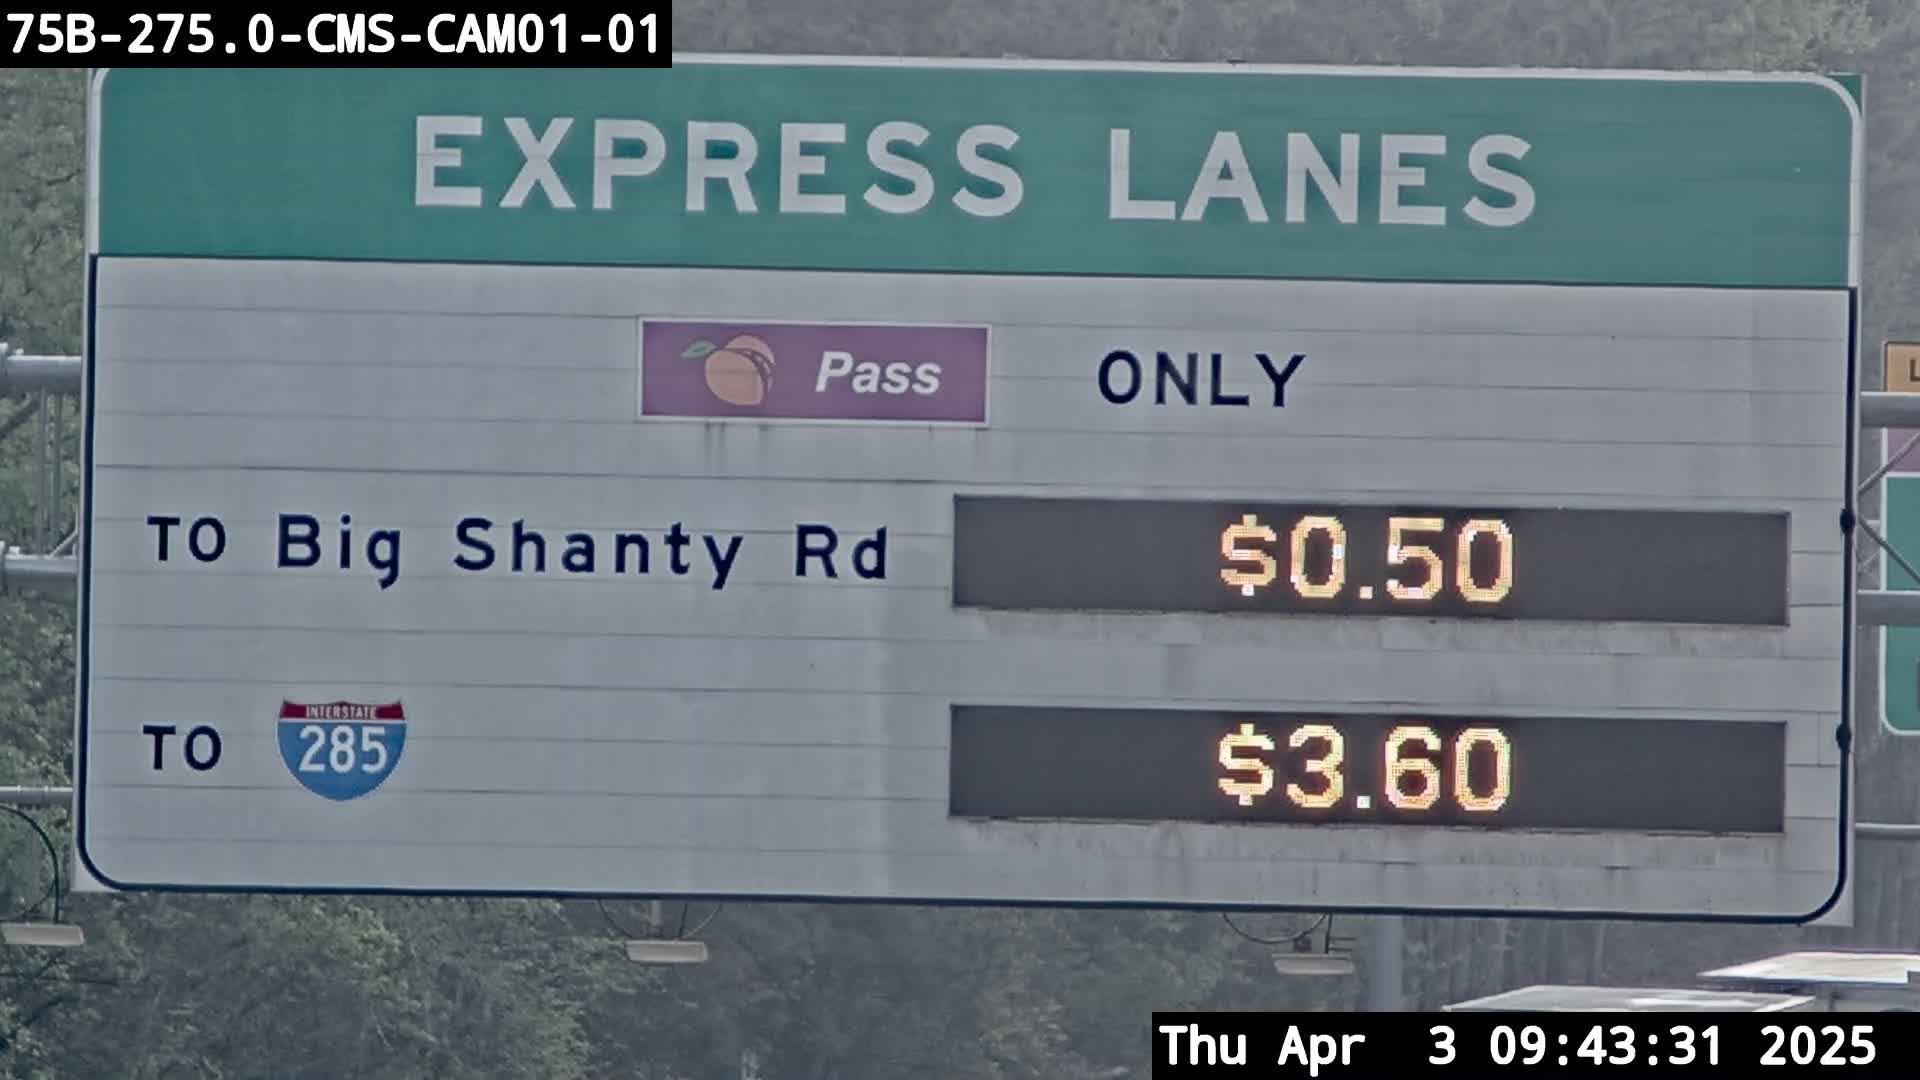 75B-275.0-CMS-CAM01-01
EXPRESS LANES
Pass ONLY
TO Big Shanty Rd $0.50
TO INTERSTATE 285 $3.60
Thu Apr 3 09:43:31 2025